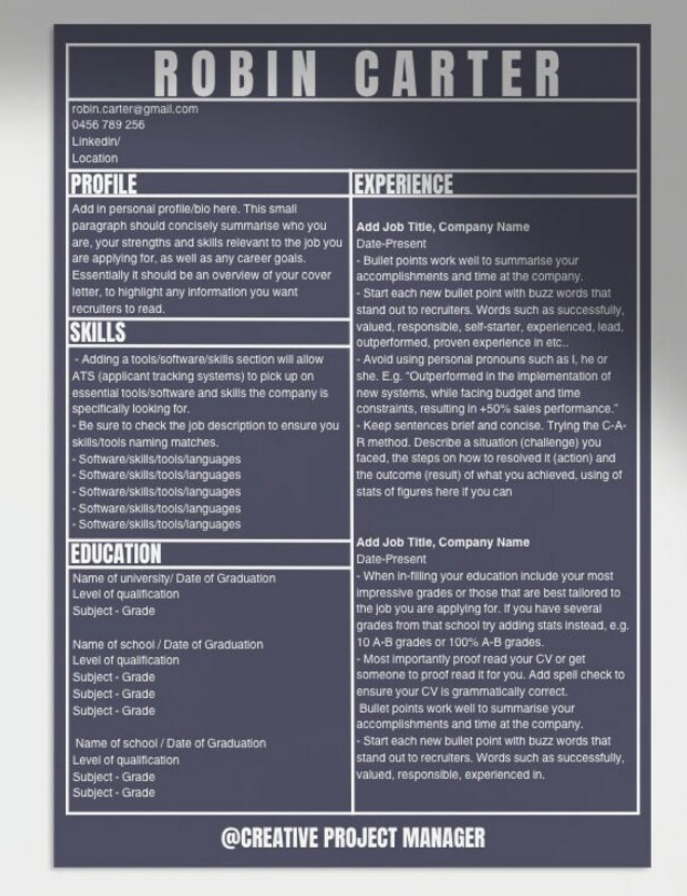 ROBIN CARTER
robin.carter@gmail.com
0456 789 256
Linkedin/
Location
PROFILE
Add in personal profile/bio here. This small
paragraph should concisely summarise who you
are, your strengths and skills relevant to the job you
are applying for, as well as any career goals.
Essentially it should be an overview of your cover
letter, to highlight any information you want
recruiters to read.
SKILLS
- Adding a tools/software/skills section will allow
ATS (applicant tracking systems) to pick up on
essential tools/software and skills the company is
specifically looking for.
- Be sure to check the job description to ensure you
skills/tools naming matches.
- Software/skills/tools/languages
- Software/skills/tools/languages
- Software/skills/tools/languages
- Software/skills/tools/languages
- Software/skills/tools/languages
EDUCATION
Name of university/ Date of Graduation
Level of qualification
Subject - Grade
Name of school / Date of Graduation
Level of qualification
Subject - Grade
Subject - Grade
Subject - Grade
Name of school / Date of Graduation
Level of qualification
Subject - Grade
Subject - Grade
EXPERIENCE
Add Job Title, Company Name
Date-Present
- Bullet points work well to summarise your
accomplishments and time at the company.
- Start each new bullet point with buzz words that
stand out to recruiters. Words such as successfully,
valued, responsible, self-starter, experienced, lead,
outperformed, proven experience in etc..
- Avoid using personal pronouns such as I, he or
she. E.g. "Outperformed in the implementation of
new systems, while facing budget and time
constraints, resulting in +50% sales performance."
- Keep sentences brief and concise. Trying the C-A-
R method. Describe a situation (challenge) you
faced, the steps on how to resolved it (action) and
the outcome (result) of what you achieved, using of
stats of figures here if you can
Add Job Title, Company Name
Date-Present
- When in-filling your education include your most
impressive grades or those that are best tailored to
the job you are applying for. If you have several
grades from that school try adding stats instead, e.g.
10 A-B grades or 100% A-B grades.
- Most importantly proof read your CV or get
someone to proof read it for you. Add spell check to
ensure your CV is grammatically correct.
Bullet points work well to summarise your
accomplishments and time at the company.
- Start each new bullet point with buzz words that
stand out to recruiters. Words such as successfully,
valued, responsible, experienced in.
@CREATIVE PROJECT MANAGER